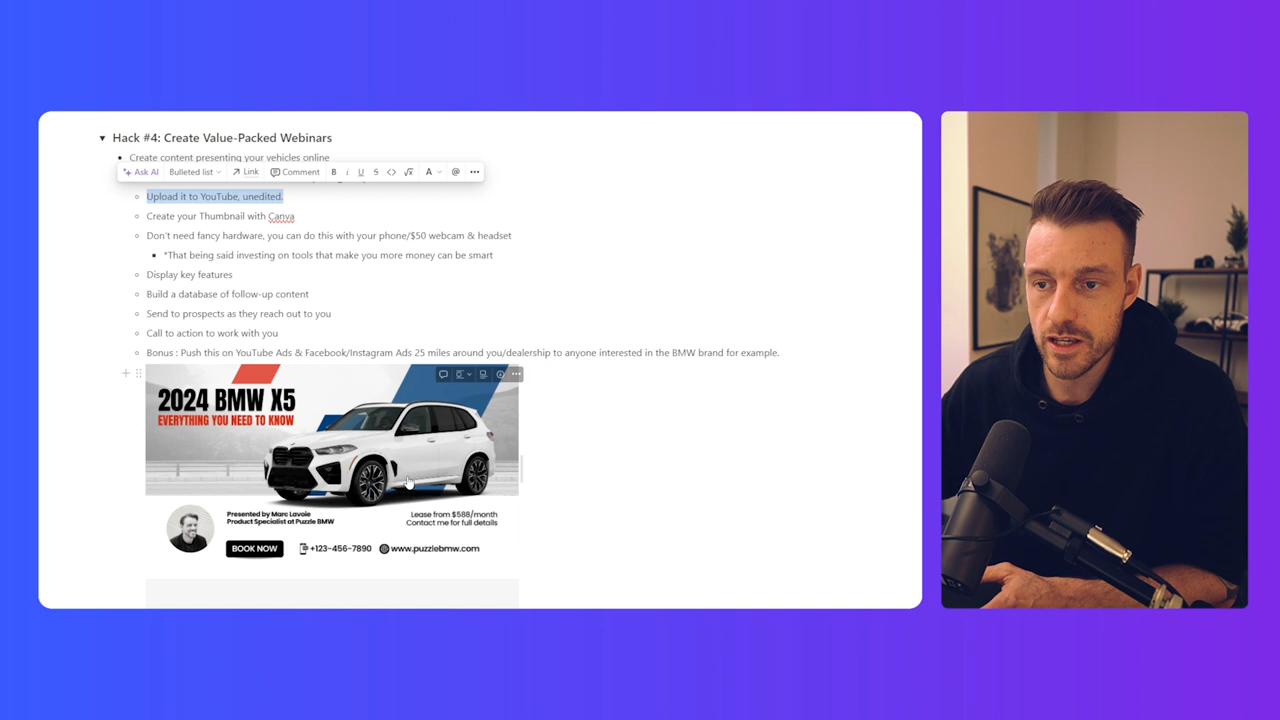 Hack #4: Create Value-Packed Webinars
Create content presenting your vehicles online
Ask AI Bulleted list Link Comment B i U S <> √x A @ •••
Upload it to YouTube, unedited.
Create your Thumbnail with Canva
Don't need fancy hardware, you can do this with your phone/$50 webcam & headset
*That being said investing on tools that make you more money can be smart
Display key features
Build a database of follow-up content
Send to prospects as they reach out to you
Call to action to work with you
Bonus : Push this on YouTube Ads & Facebook/Instagram Ads 25 miles around you/dealership to anyone interested in the BMW brand for example.
2024 BMW X5
EVERYTHING YOU NEED TO KNOW
Presented by Marc Lavoie
Product Specialist at Puzzle BMW
Lease from $588/month
Contact me for full details
BOOK NOW
+123-456-7890
www.puzzlebmw.com